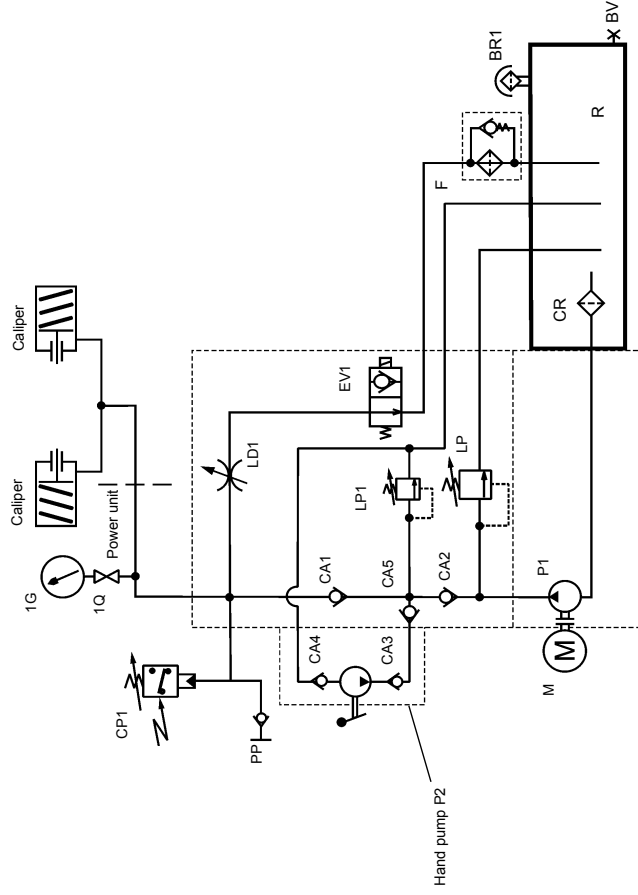 Caliper
Caliper
Power unit
1G
1Q
CP1
PP
LD1
EV1
CA1
LP1
CA5
LP
CA2
CA4
CA3
P1
M
M
Hand pump P2
F
CR
R
BR1
BV